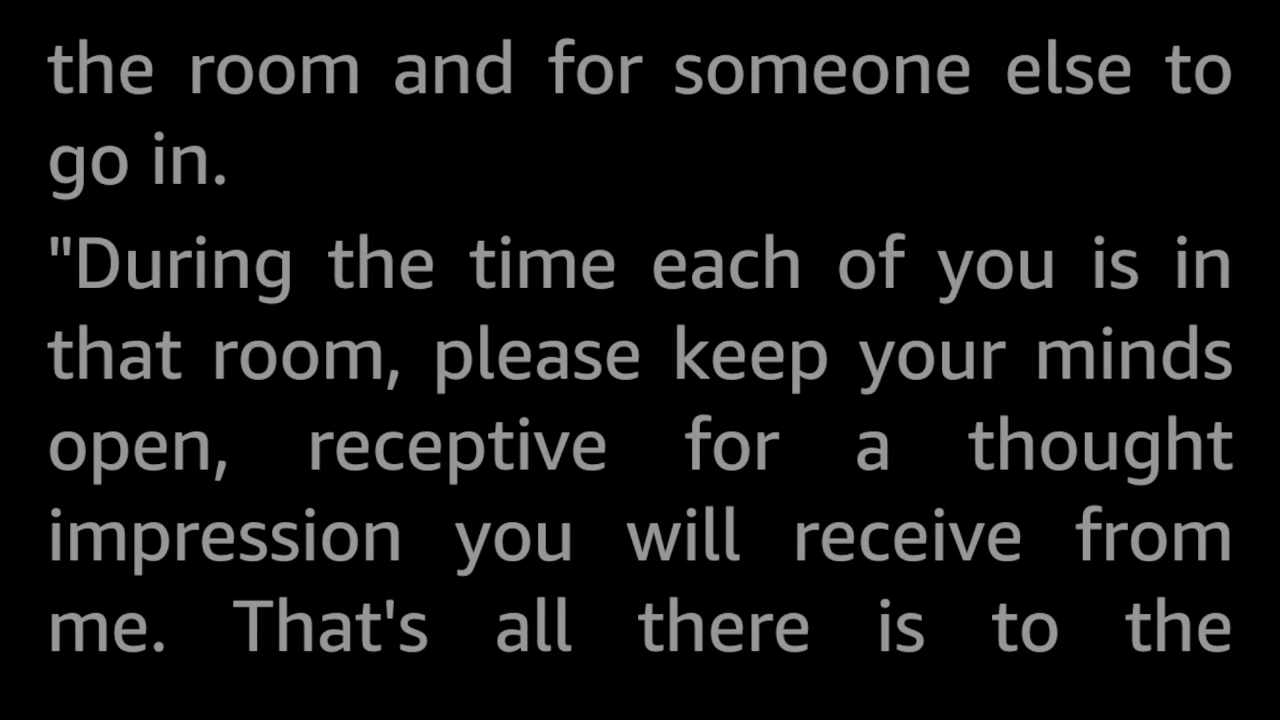 the room and for someone else to
go in.
"During the time each of you is in
that room, please keep your minds
open, receptive for a thought
impression you will receive from
me. That's all there is to the